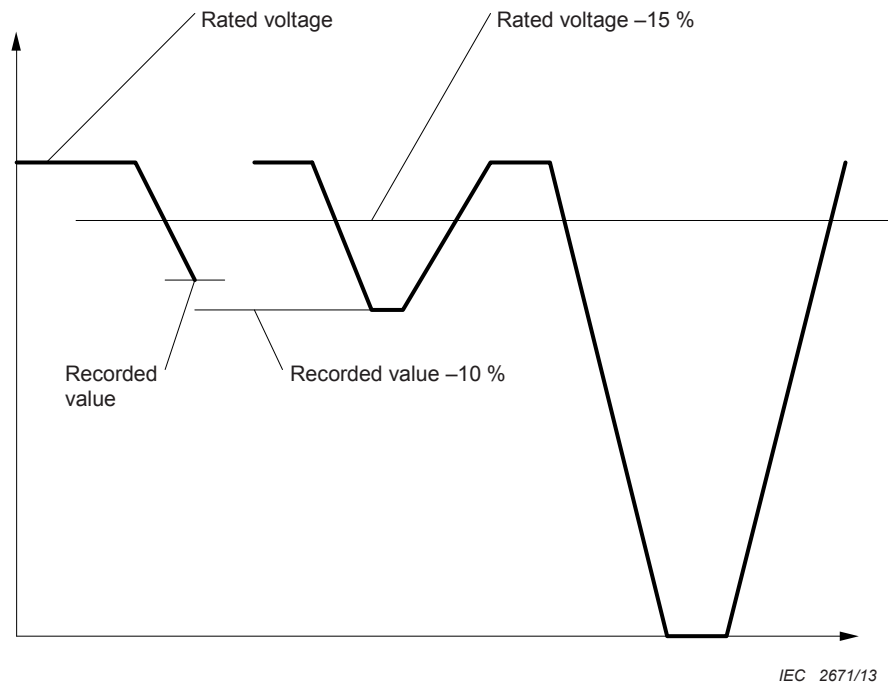 Rated voltage
Rated voltage –15 %
Recorded
value
Recorded value –10 %
IEC 2671/13